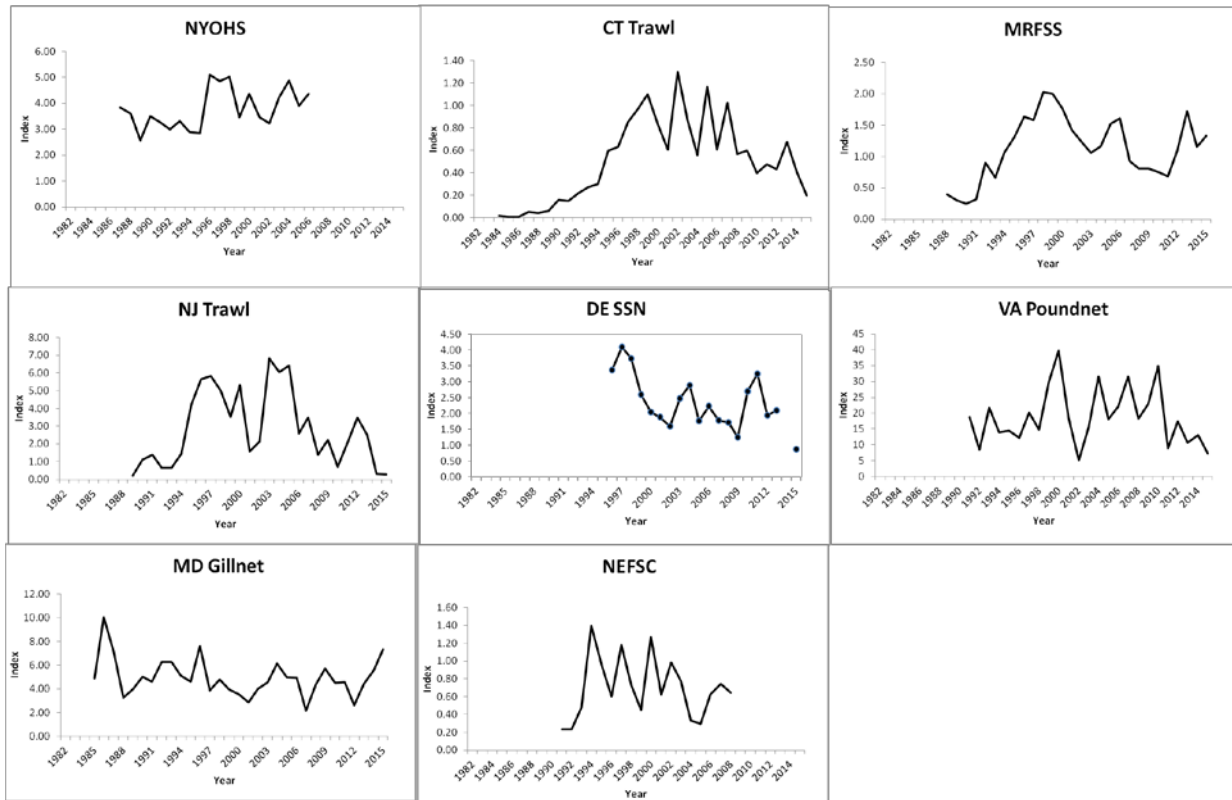 NYOHS
6.00
5.00
4.00
3.00
2.00
1.00
0.00
Index
1982 1984 1986 1988 1990 1992 1994 1996 1998 2000 2002 2004 2006 2008 2010 2012 2014
Year
CT Trawl
1.40
1.20
1.00
0.80
0.60
0.40
0.20
0.00
Index
1982 1984 1986 1988 1990 1992 1994 1996 1998 2000 2002 2004 2006 2008 2010 2012 2014
Year
MRFSS
2.50
2.00
1.50
1.00
0.50
0.00
Index
1982 1985 1988 1991 1994 1997 2000 2003 2006 2009 2012 2015
Year
NJ Trawl
8.00
7.00
6.00
5.00
4.00
3.00
2.00
1.00
0.00
Index
1982 1985 1988 1991 1994 1997 2000 2003 2006 2009 2012 2015
Year
DE SSN
4.50
4.00
3.50
3.00
2.50
2.00
1.50
1.00
0.50
0.00
Index
1982 1985 1988 1991 1994 1997 2000 2003 2006 2009 2012 2015
Year
VA Poundnet
45
40
35
30
25
20
15
10
5
0
Index
1982 1984 1986 1988 1990 1992 1994 1996 1998 2000 2002 2004 2006 2008 2010 2012 2014
Year
MD Gillnet
12.00
10.00
8.00
6.00
4.00
2.00
0.00
Index
1982 1985 1988 1991 1994 1997 2000 2003 2006 2009 2012 2015
Year
NEFSC
1.60
1.40
1.20
1.00
0.80
0.60
0.40
0.20
0.00
Index
1982 1984 1986 1988 1990 1992 1994 1996 1998 2000 2002 2004 2006 2008 2010 2012 2014
Year